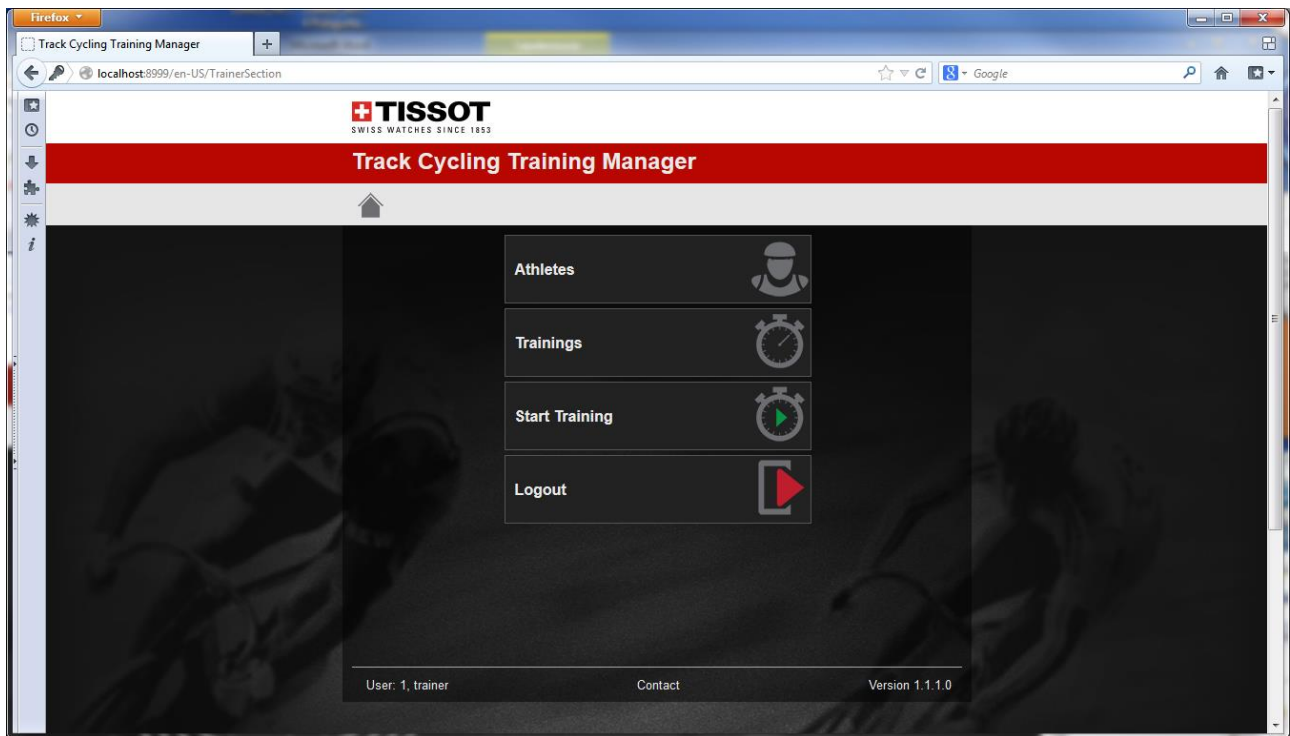 Firefox
Track Cycling Training Manager
localhost:8999/en-US/TrainerSection
Google
TISSOT
SWISS WATCHES SINCE 1853
Track Cycling Training Manager
Athletes
Trainings
Start Training
Logout
User: 1, trainer Contact Version 1.1.1.0